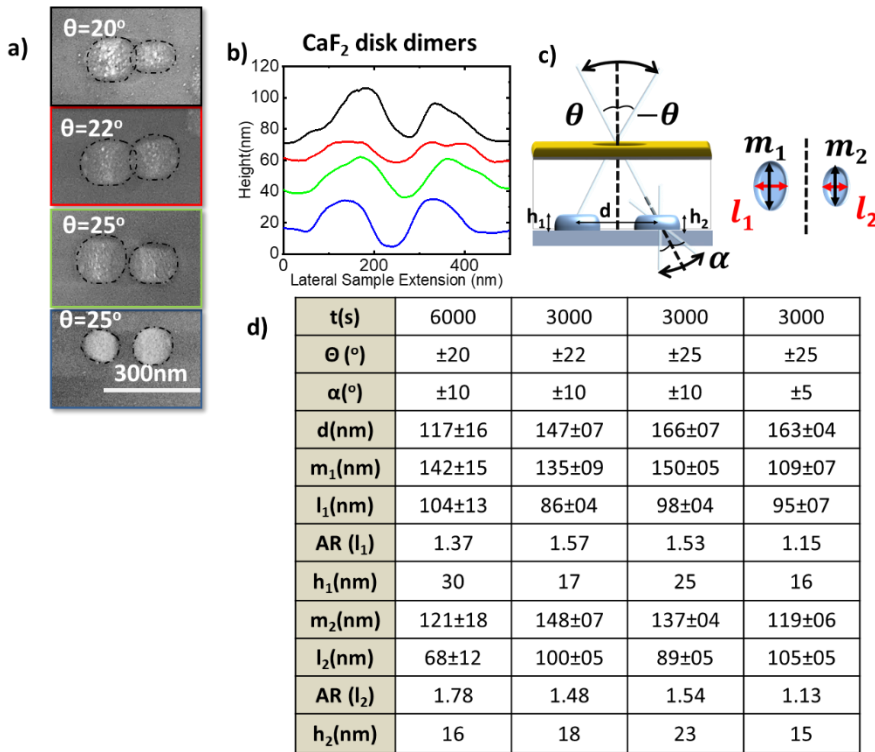 a)
θ=20°
θ=22°
θ=25°
θ=25°
300nm
b)
CaF₂ disk dimers
Height(nm)
120
100
80
60
40
20
0
0
200
400
Lateral Sample Extension (nm)
c)
θ
−θ
h₁
d
h₂
α
m₁
m₂
l₁
l₂
d)
t(s) 6000 3000 3000 3000
Θ (°) ±20 ±22 ±25 ±25
α(°) ±10 ±10 ±10 ±5
d(nm) 117±16 147±07 166±07 163±04
m₁(nm) 142±15 135±09 150±05 109±07
l₁(nm) 104±13 86±04 98±04 95±07
AR (l₁) 1.37 1.57 1.53 1.15
h₁(nm) 30 17 25 16
m₂(nm) 121±18 148±07 137±04 119±06
l₂(nm) 68±12 100±05 89±05 105±05
AR (l₂) 1.78 1.48 1.54 1.13
h₂(nm) 16 18 23 15